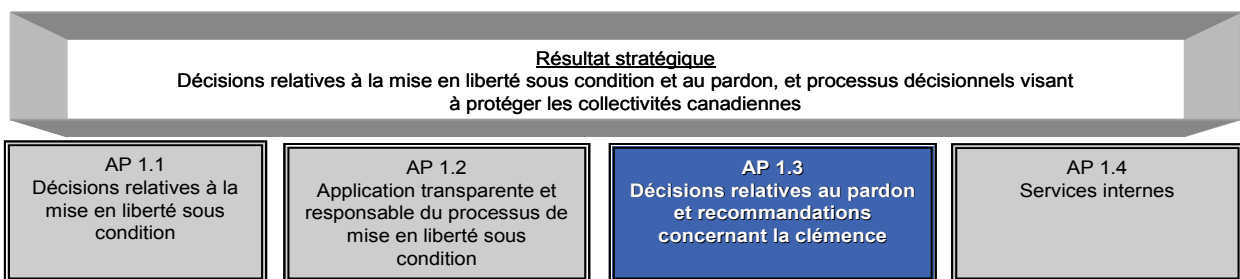 Résultat stratégique
Décisions relatives à la mise en liberté sous condition et au pardon, et processus décisionnels visant
à protéger les collectivités canadiennes
AP 1.1
Décisions relatives à la
mise en liberté sous
condition
AP 1.2
Application transparente et
responsable du processus de
mise en liberté sous
condition
AP 1.3
Décisions relatives au pardon
et recommandations
concernant la clémence
AP 1.4
Services internes